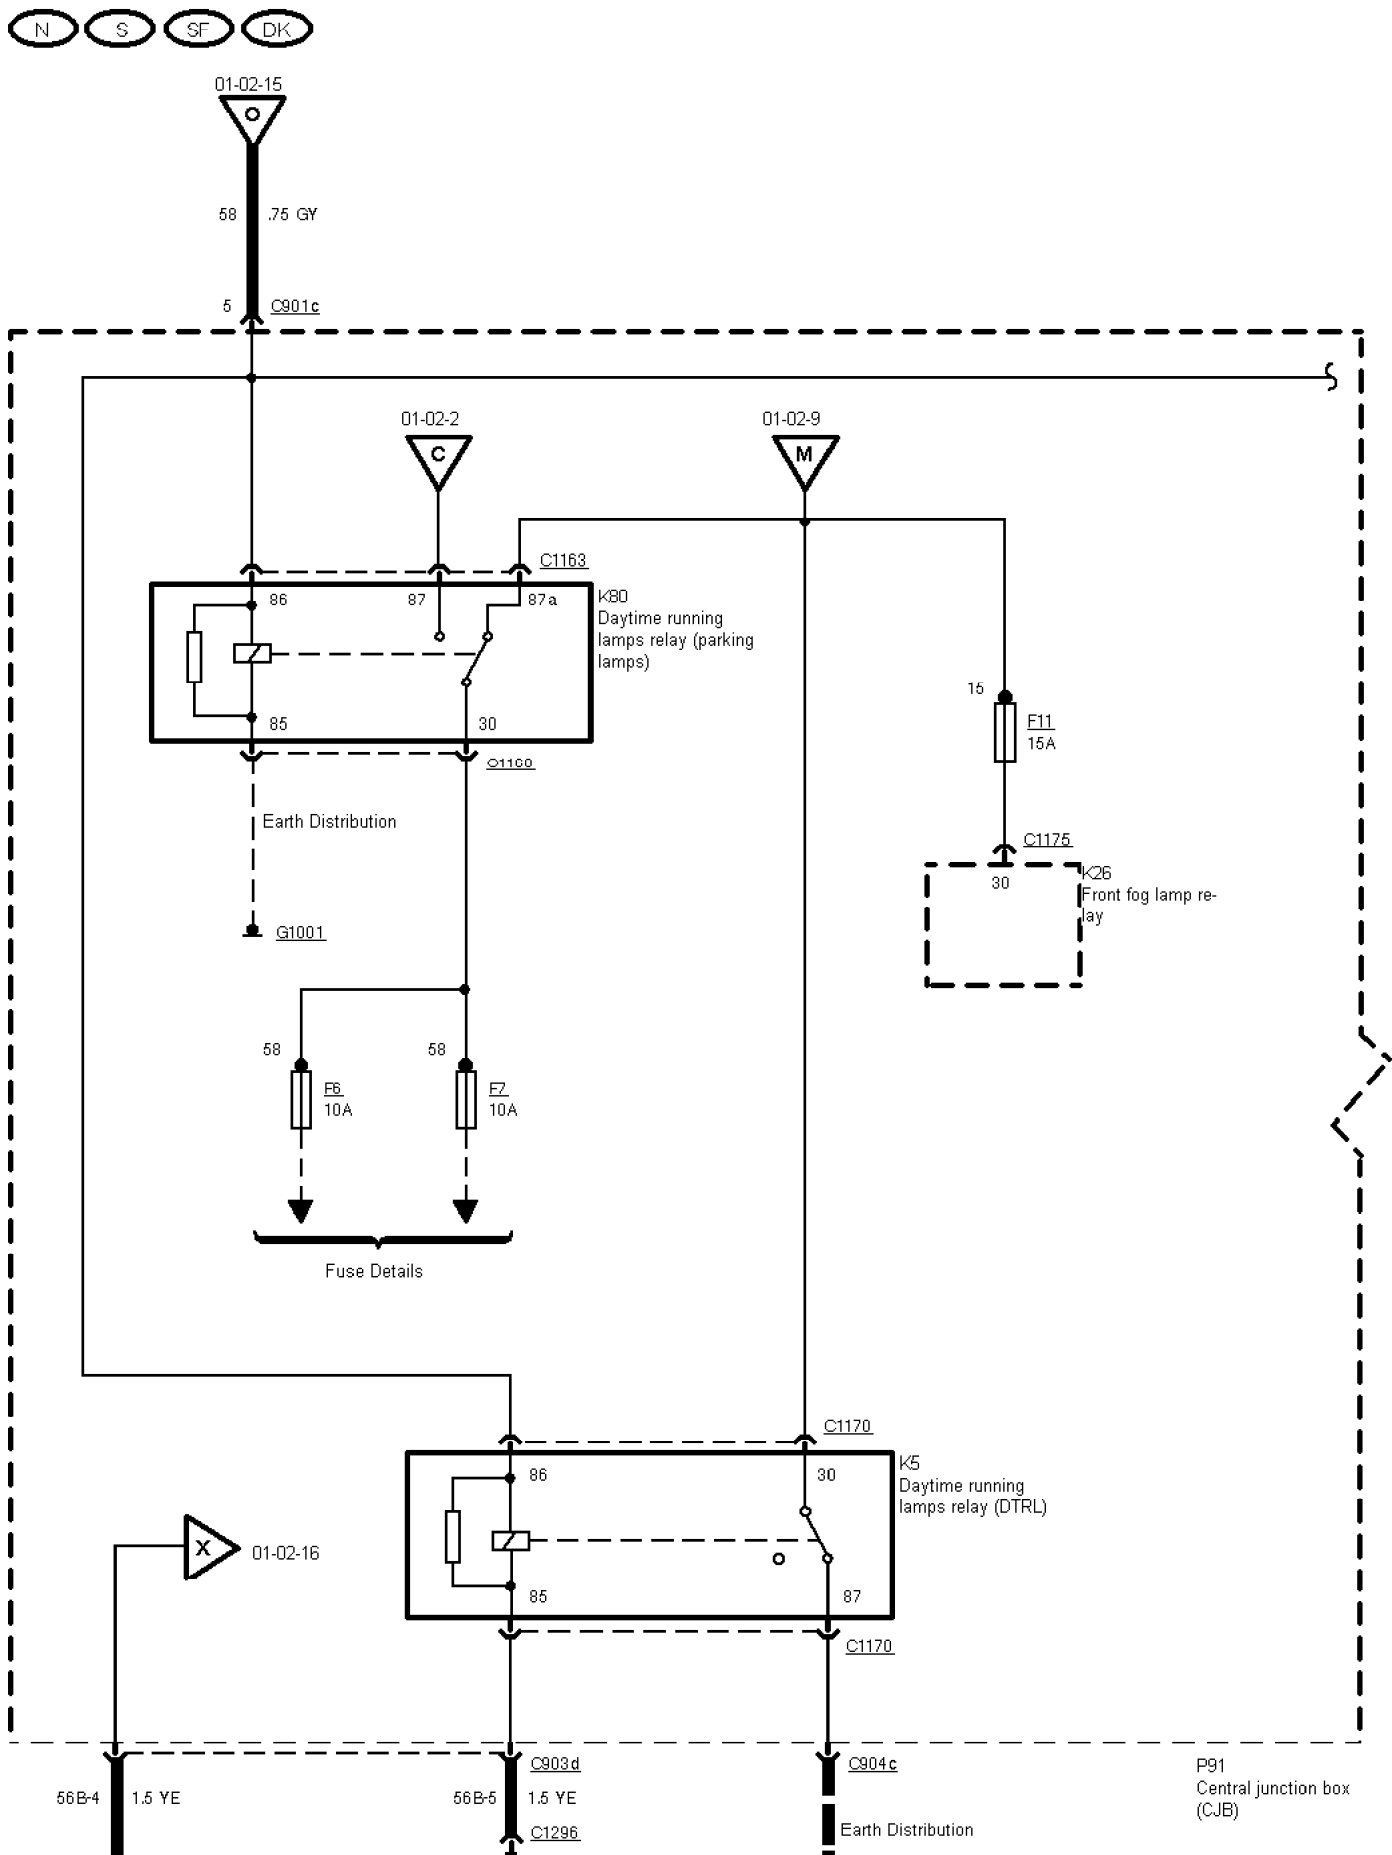 N S SF DK
01-02-15
O
58 .75 GY
5 C901c
01-02-2
01-02-9
C
M
C1163
86 87 87a
K80
Daytime running
lamps relay (parking
lamps)
85 30
15
F11
15A
Earth Distribution
C1175
30
K26
Front fog lamp re-
lay
G1001
58 58
F6
10A
F7
10A
Fuse Details
C1170
86 30
K5
Daytime running
lamps relay (DTRL)
X
01-02-16
85 87
C1170
C903d
C904c
P91
Central junction box
(CJB)
56B-4 1.5 YE
56B-5 1.5 YE
C1296
Earth Distribution